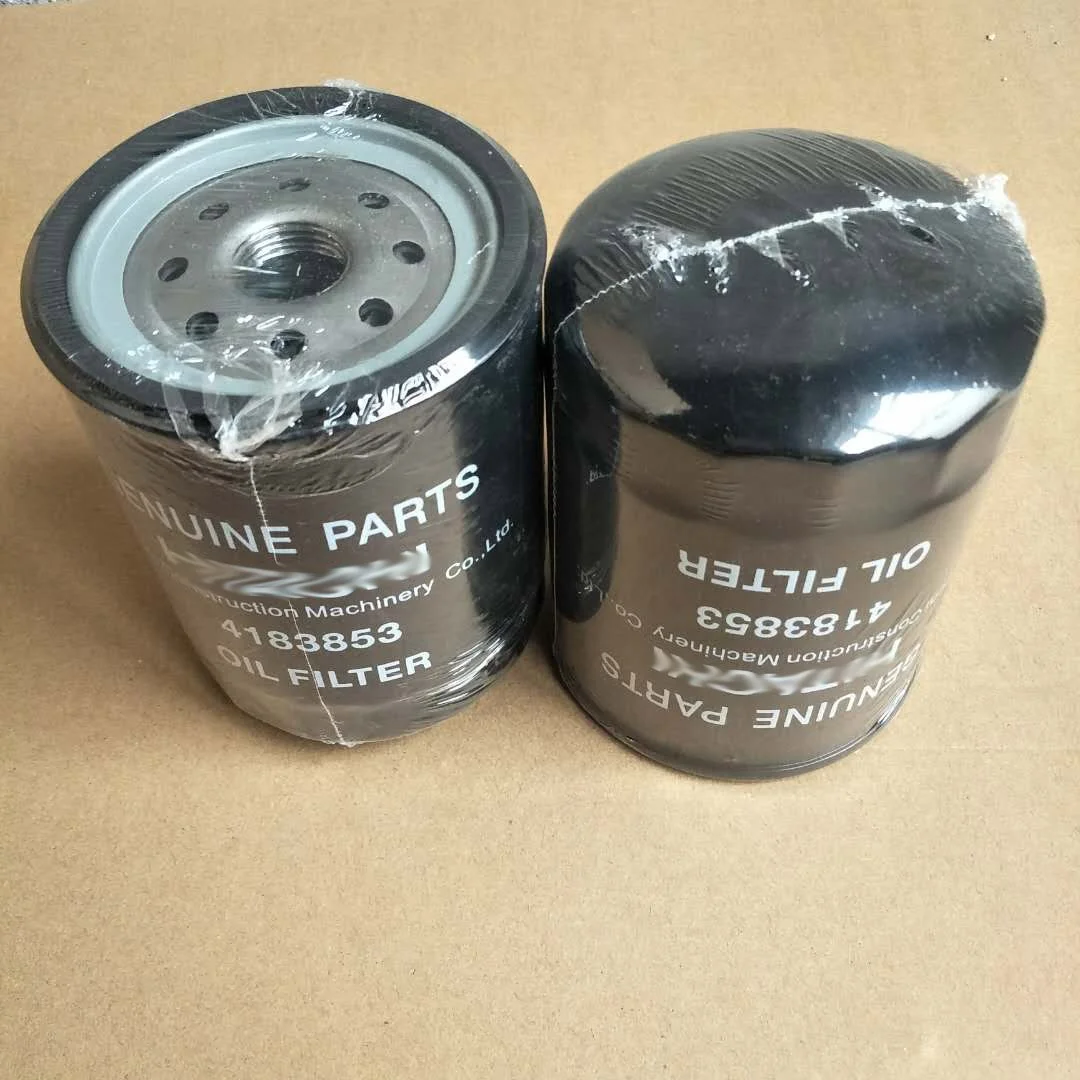 GENUINE PARTS
Construction Machinery Co.,Ltd.
4183853
OIL FILTER
GENUINE PARTS
Construction Machinery Co.,L
4183853
OIL FILTER